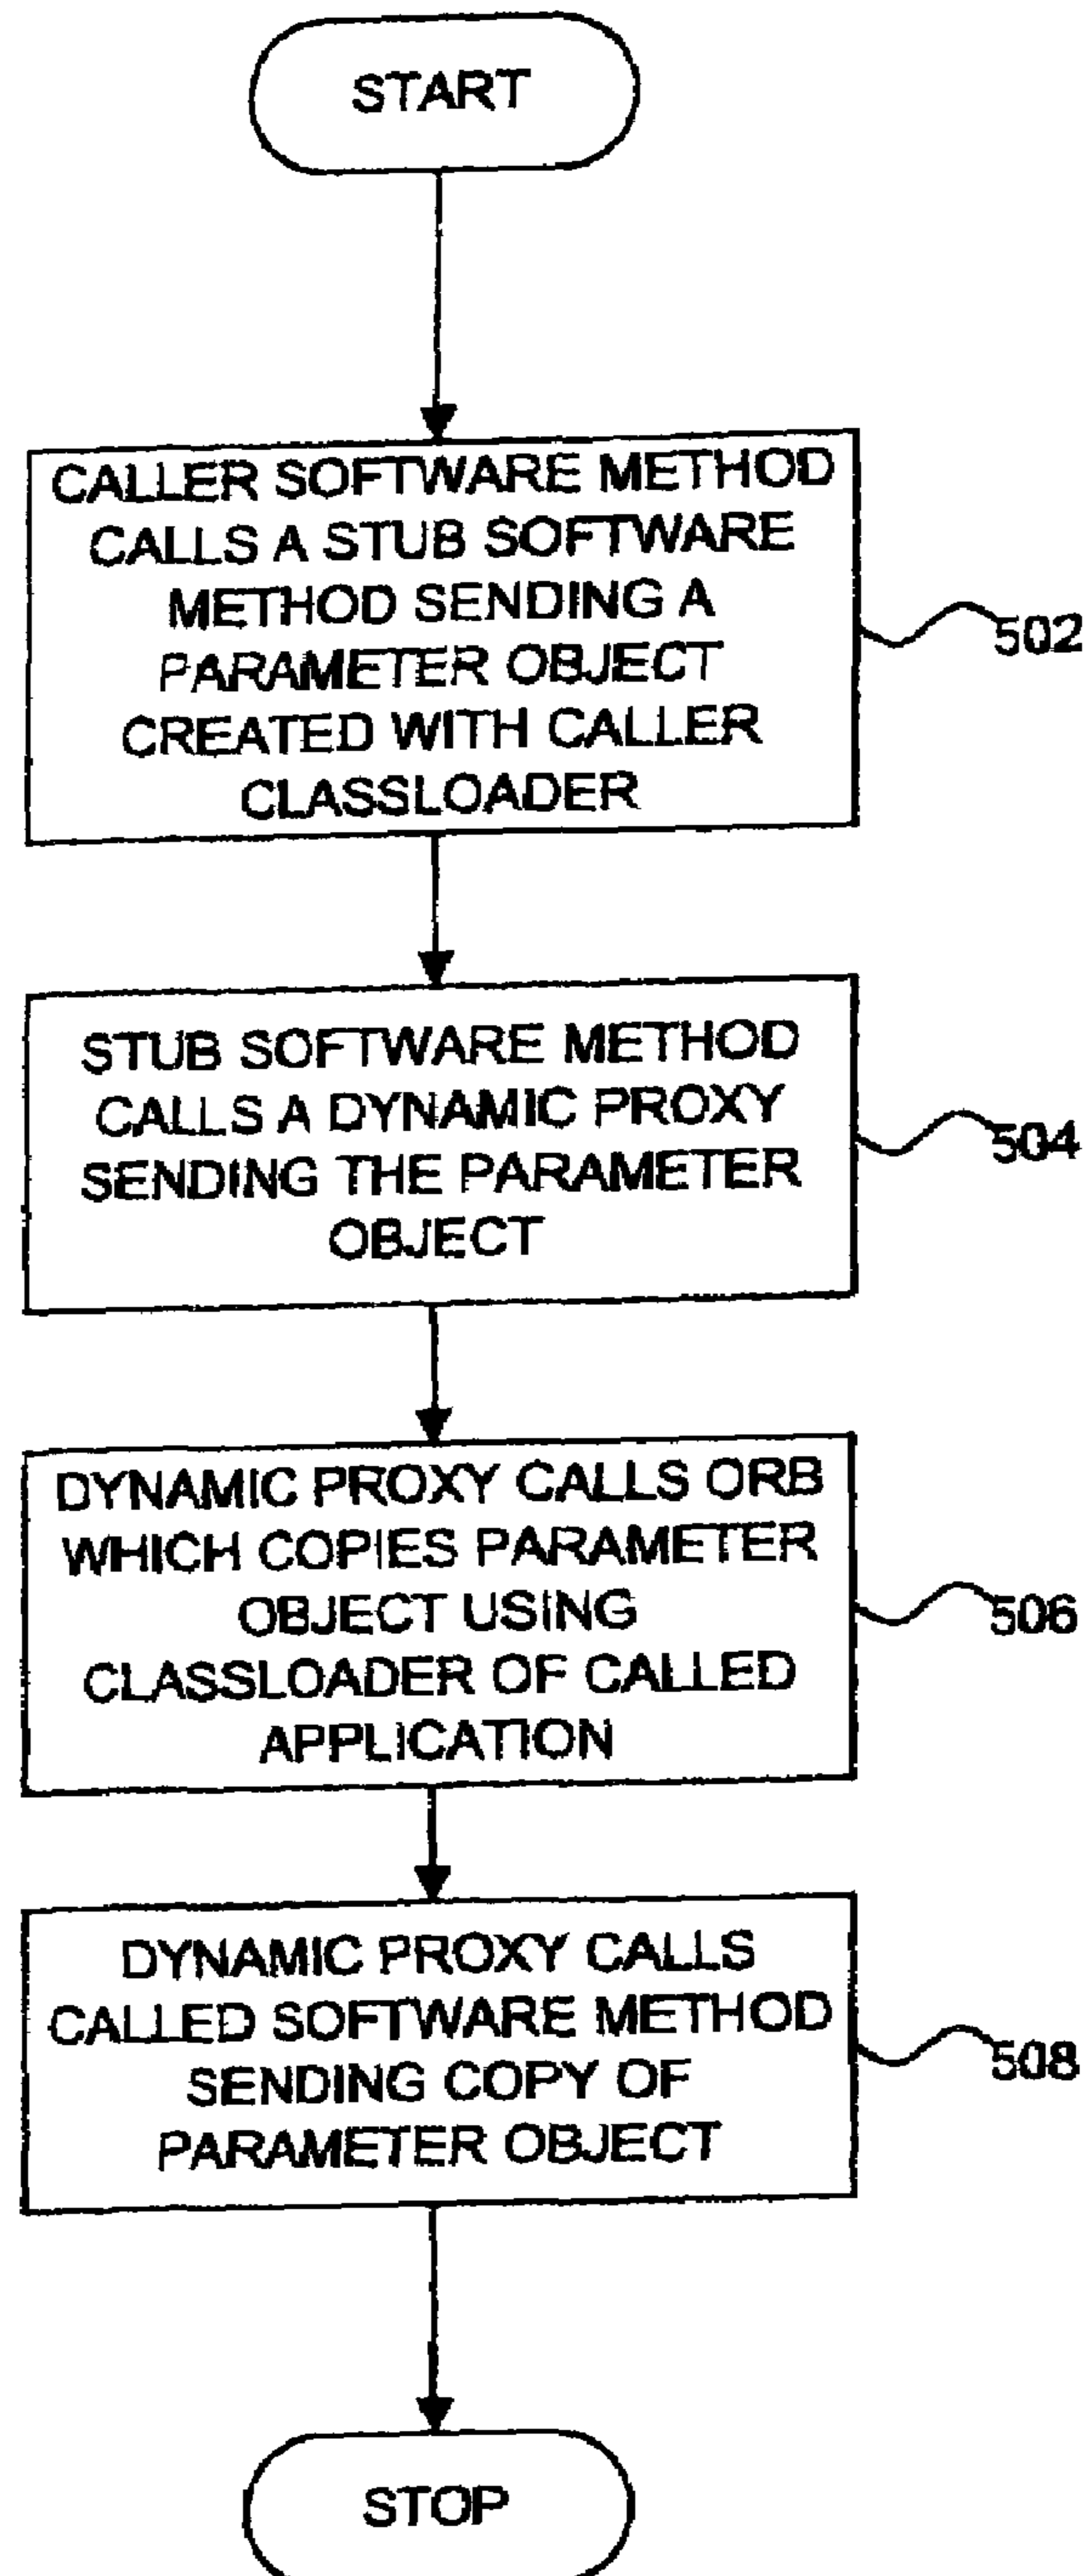 START
CALLER SOFTWARE METHOD
CALLS A STUB SOFTWARE
METHOD SENDING A
PARAMETER OBJECT
CREATED WITH CALLER
CLASSLOADER
502
STUB SOFTWARE METHOD
CALLS A DYNAMIC PROXY
SENDING THE PARAMETER
OBJECT
504
DYNAMIC PROXY CALLS ORB
WHICH COPIES PARAMETER
OBJECT USING
CLASSLOADER OF CALLED
APPLICATION
506
DYNAMIC PROXY CALLS
CALLED SOFTWARE METHOD
SENDING COPY OF
PARAMETER OBJECT
508
STOP